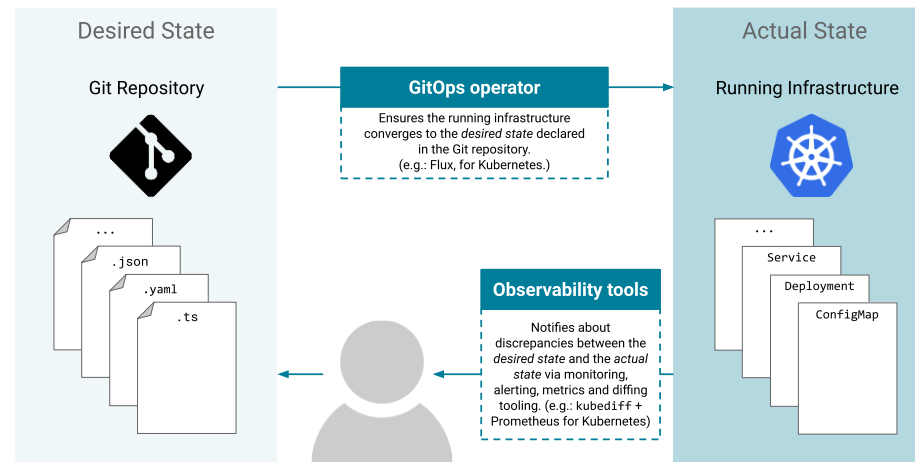 Desired State
Git Repository
...
.json
.yaml
.ts
GitOps operator
Ensures the running infrastructure
converges to the desired state declared
in the Git repository.
(e.g.: Flux, for Kubernetes.)
Observability tools
Notifies about
discrepancies between the
desired state and the actual
state via monitoring,
alerting, metrics and diffing
tooling. (e.g.: kubediff +
Prometheus for Kubernetes)
Actual State
Running Infrastructure
...
Service
Deployment
ConfigMap